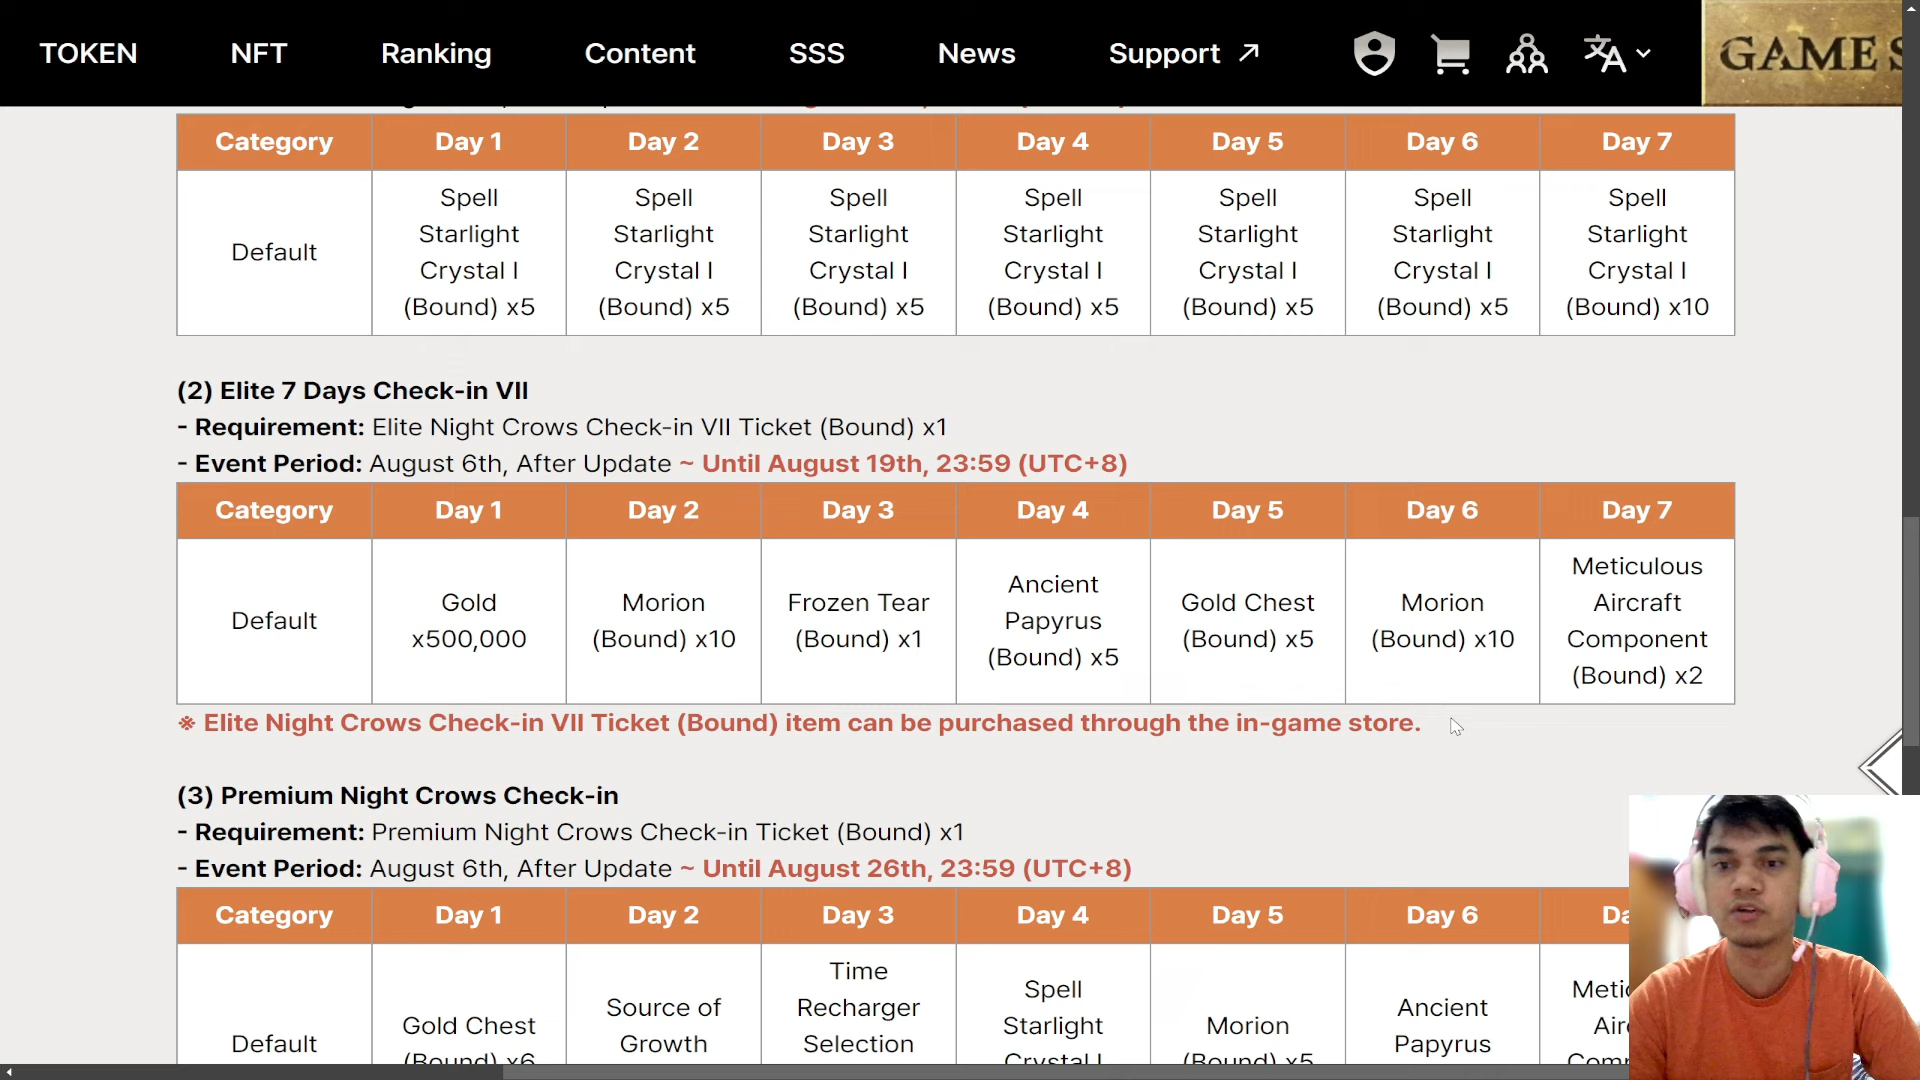 TOKEN NFT Ranking Content SSS News Support GAME S
Category Day 1 Day 2 Day 3 Day 4 Day 5 Day 6 Day 7
Default
Spell Spell Spell Spell Spell Spell Spell
Starlight Starlight Starlight Starlight Starlight Starlight Starlight
Crystal I Crystal I Crystal I Crystal I Crystal I Crystal I Crystal I
(Bound) x5 (Bound) x5 (Bound) x5 (Bound) x5 (Bound) x5 (Bound) x5 (Bound) x10
(2) Elite 7 Days Check-in VII
- Requirement: Elite Night Crows Check-in VII Ticket (Bound) x1
- Event Period: August 6th, After Update ~ Until August 19th, 23:59 (UTC+8)
Category Day 1 Day 2 Day 3 Day 4 Day 5 Day 6 Day 7
Default
Gold
x500,000
Morion
(Bound) x10
Frozen Tear
(Bound) x1
Ancient
Papyrus
(Bound) x5
Gold Chest
(Bound) x5
Morion
(Bound) x10
Meticulous
Aircraft
Component
(Bound) x2
※ Elite Night Crows Check-in VII Ticket (Bound) item can be purchased through the in-game store.
(3) Premium Night Crows Check-in
- Requirement: Premium Night Crows Check-in Ticket (Bound) x1
- Event Period: August 6th, After Update ~ Until August 26th, 23:59 (UTC+8)
Category Day 1 Day 2 Day 3 Day 4 Day 5 Day 6
Default
Gold Chest
(Bound) x6
Source of
Growth
Time
Recharger
Selection
Spell
Starlight
Crystal I
Morion
(Bound) x5
Ancient
Papyrus